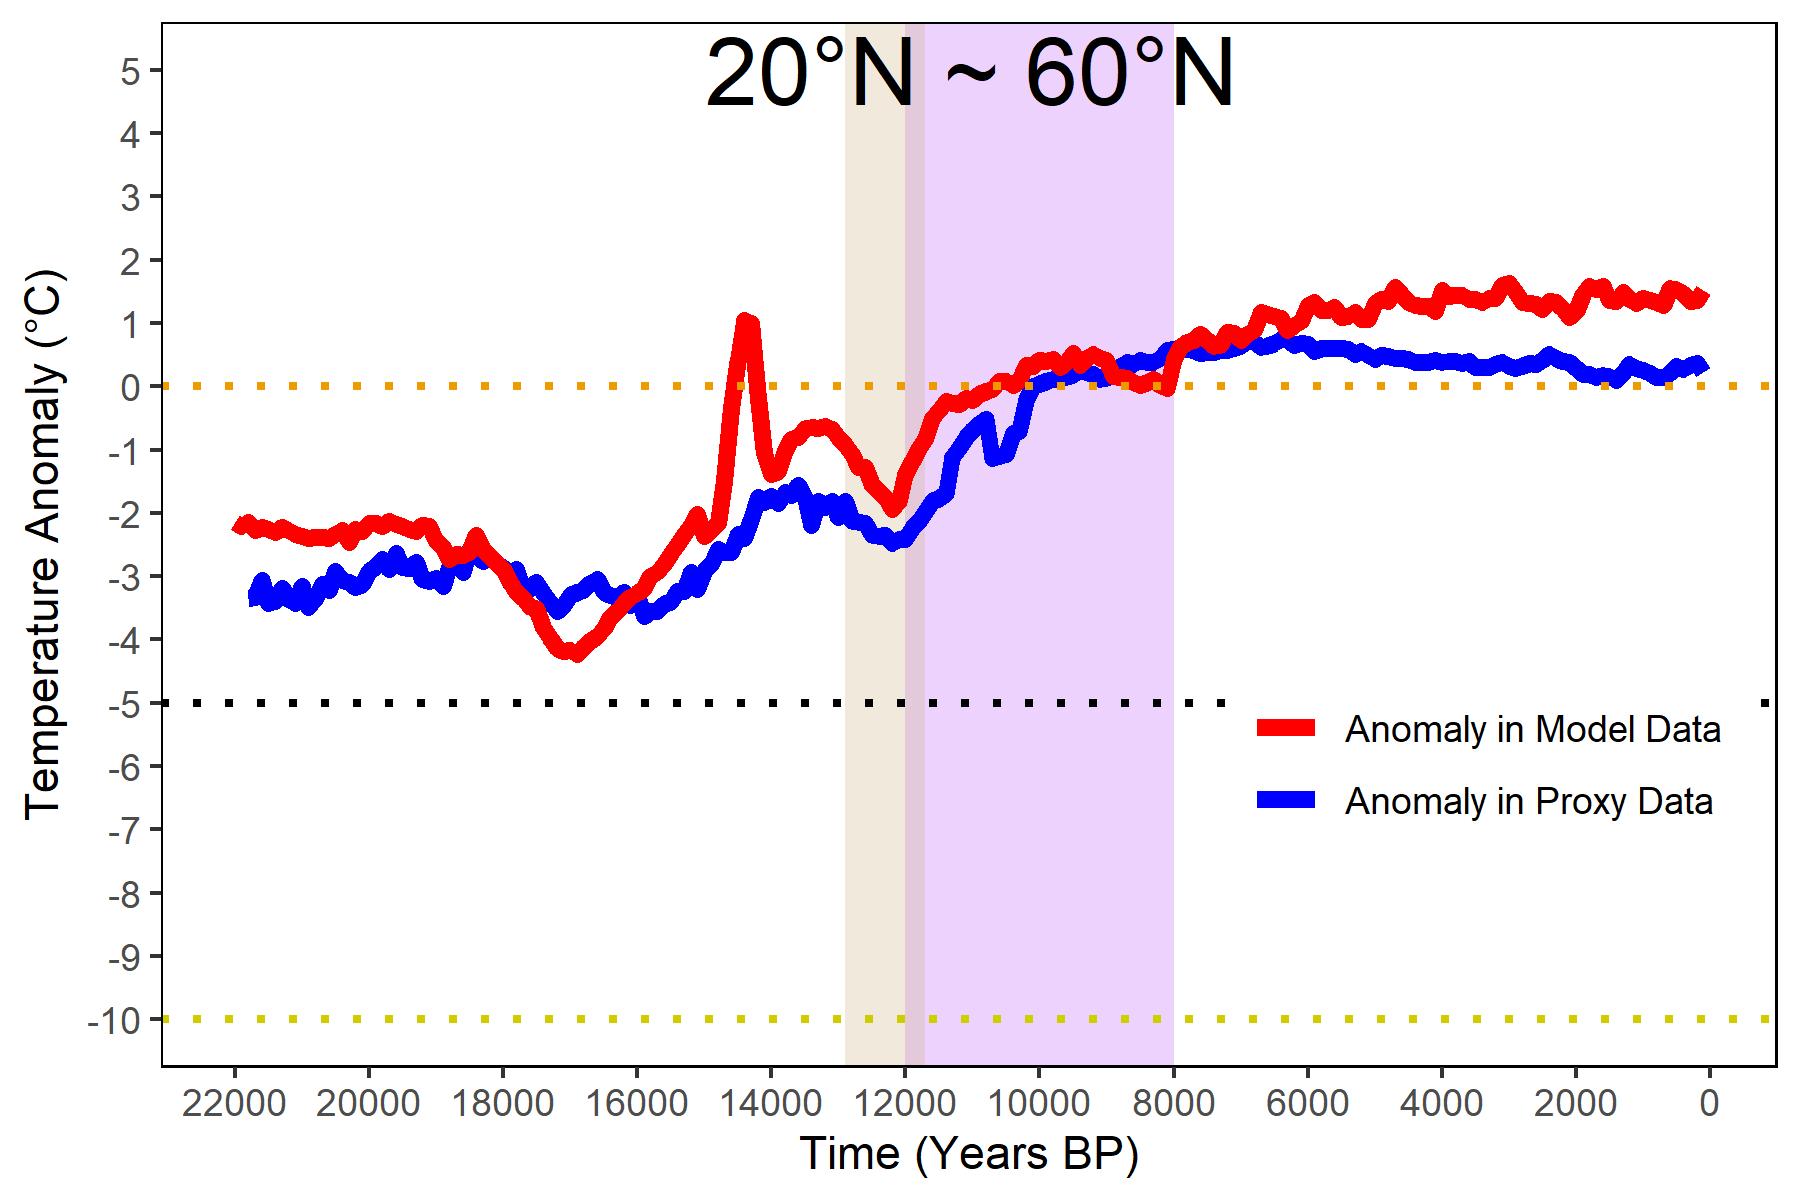 20°N ~ 60°N
Temperature Anomaly (°C)
5
4
3
2
1
0
-1
-2
-3
-4
-5
-6
-7
-8
-9
-10
Anomaly in Model Data
Anomaly in Proxy Data
22000 20000 18000 16000 14000 12000 10000 8000 6000 4000 2000 0
Time (Years BP)